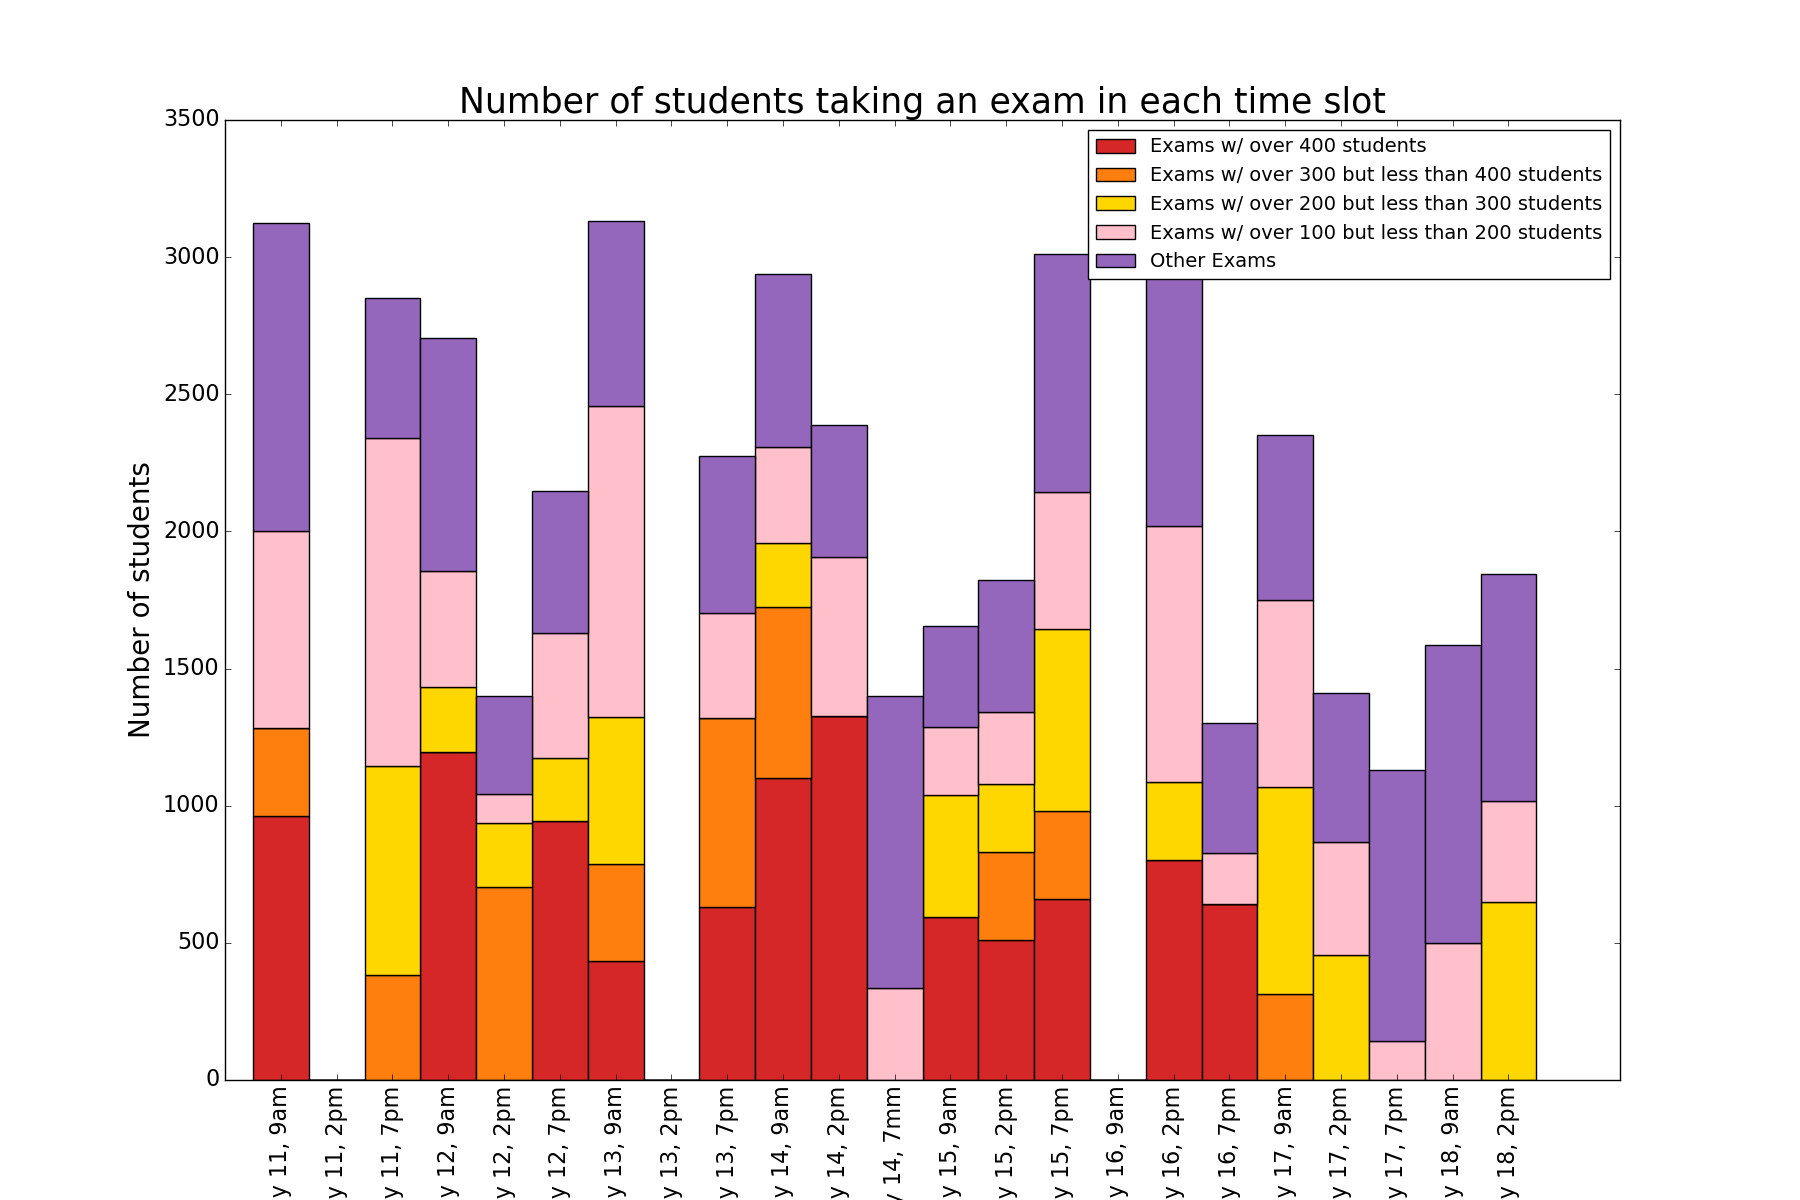 Number of students taking an exam in each time slot
Exams w/ over 400 students
Exams w/ over 300 but less than 400 students
Exams w/ over 200 but less than 300 students
Exams w/ over 100 but less than 200 students
Other Exams
Number of students
3500
3000
2500
2000
1500
1000
500
0
y 11, 9am
y 11, 2pm
y 11, 7pm
y 12, 9am
y 12, 2pm
y 12, 7pm
y 13, 9am
y 13, 2pm
y 13, 7pm
y 14, 9am
y 14, 2pm
y 14, 7mm
y 15, 9am
y 15, 2pm
y 15, 7pm
y 16, 9am
y 16, 2pm
y 16, 7pm
y 17, 9am
y 17, 2pm
y 17, 7pm
y 18, 9am
y 18, 2pm